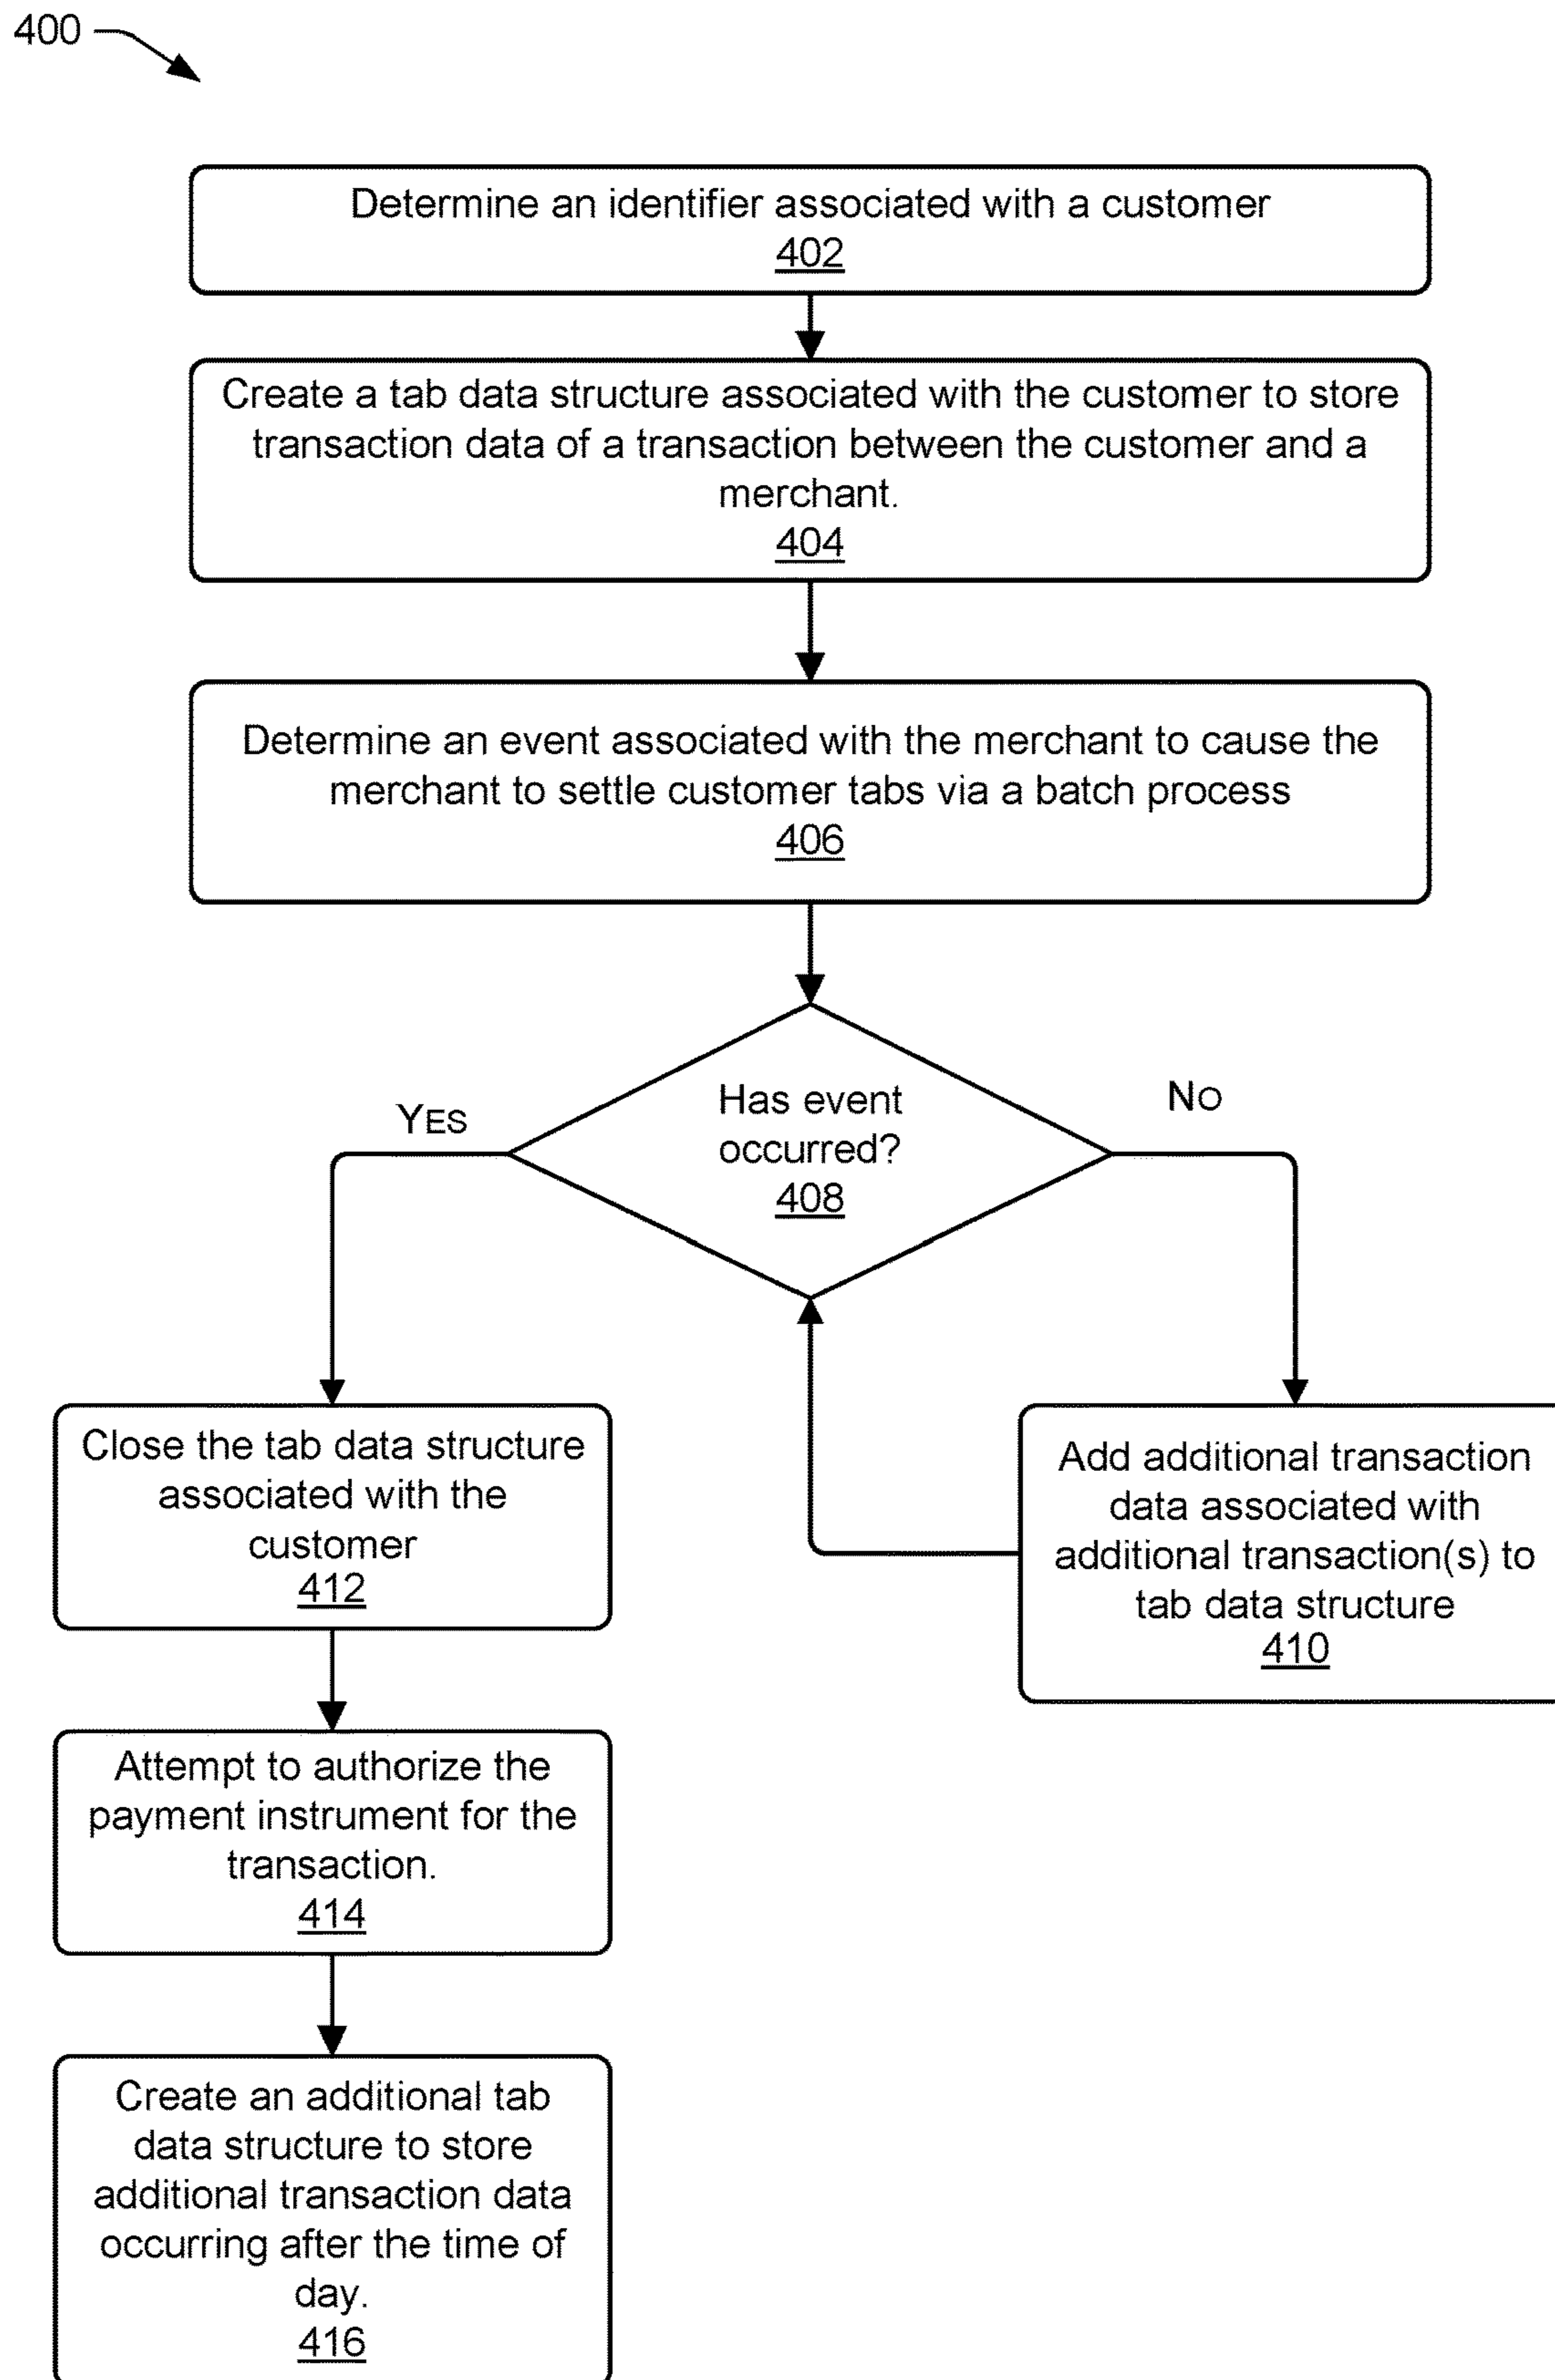 400
Determine an identifier associated with a customer
402
Create a tab data structure associated with the customer to store
transaction data of a transaction between the customer and a
merchant.
404
Determine an event associated with the merchant to cause the
merchant to settle customer tabs via a batch process
406
Has event
occurred?
408
YES
NO
Close the tab data structure
associated with the
customer
412
Add additional transaction
data associated with
additional transaction(s) to
tab data structure
410
Attempt to authorize the
payment instrument for the
transaction.
414
Create an additional tab
data structure to store
additional transaction data
occurring after the time of
day.
416